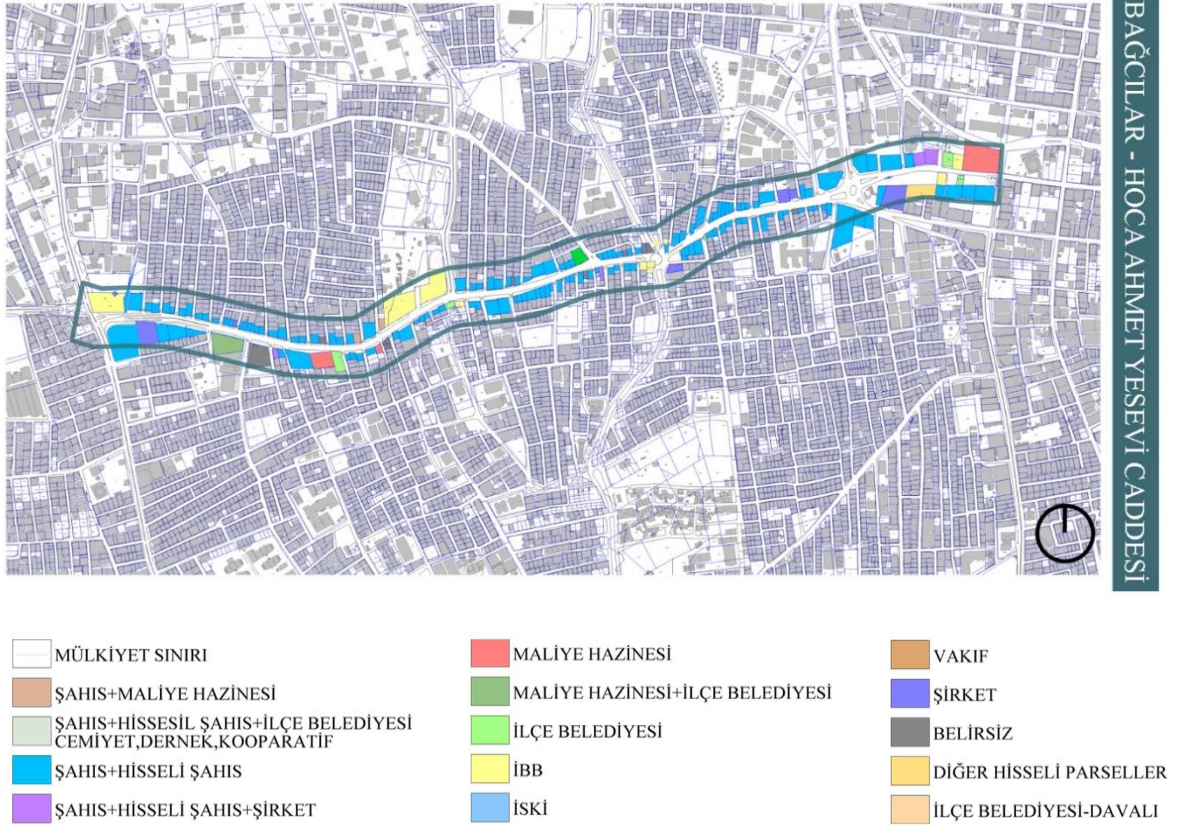 BAĞCILAR - HOCA AHMET YESEVİ CADDESİ
MÜLKİYET SINIRI
ŞAHIS+MALİYE HAZİNESİ
ŞAHIS+HİSSESİL ŞAHIS+İLÇE BELEDİYESİ
CEMİYET,DERNEK,KOOPARATİF
ŞAHIS+HİSSELİ ŞAHIS
ŞAHIS+HİSSELİ ŞAHIS+ŞİRKET
MALİYE HAZİNESİ
MALİYE HAZİNESİ+İLÇE BELEDİYESİ
İLÇE BELEDİYESİ
İBB
İSKİ
VAKIF
ŞİRKET
BELİRSİZ
DİĞER HİSSELİ PARSELLER
İLÇE BELEDİYESİ-DAVALI